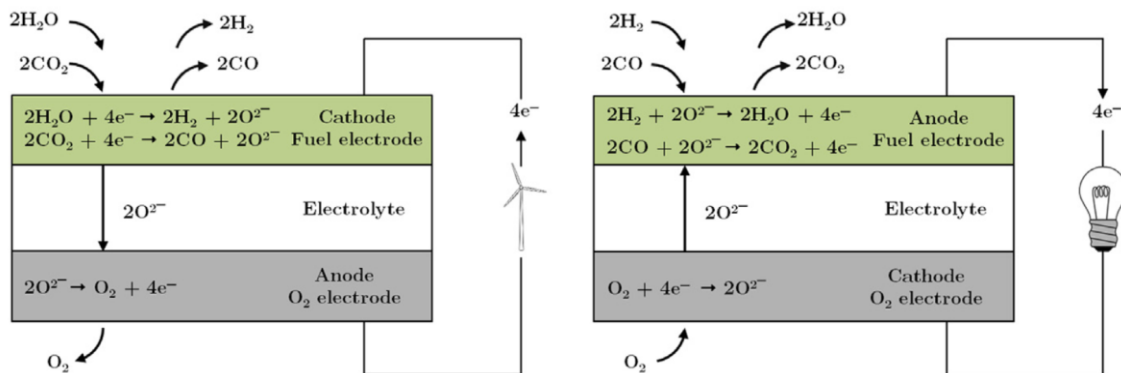 2H₂O
2H₂
2CO₂
2CO
2H₂O + 4e⁻ → 2H₂ + 2O²⁻
2CO₂ + 4e⁻ → 2CO + 2O²⁻
Cathode
Fuel electrode
4e⁻
2O²⁻
Electrolyte
2O²⁻ → O₂ + 4e⁻
Anode
O₂ electrode
O₂
2H₂
2H₂O
2CO
2CO₂
2H₂ + 2O²⁻ → 2H₂O + 4e⁻
2CO + 2O²⁻ → 2CO₂ + 4e⁻
Anode
Fuel electrode
4e⁻
2O²⁻
Electrolyte
O₂ + 4e⁻ → 2O²⁻
Cathode
O₂ electrode
O₂